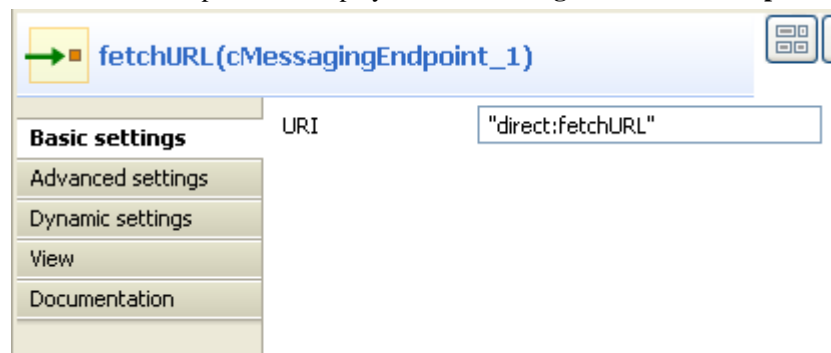 fetchURL(cMessagingEndpoint_1)
Basic settings
URI
"direct:fetchURL"
Advanced settings
Dynamic settings
View
Documentation